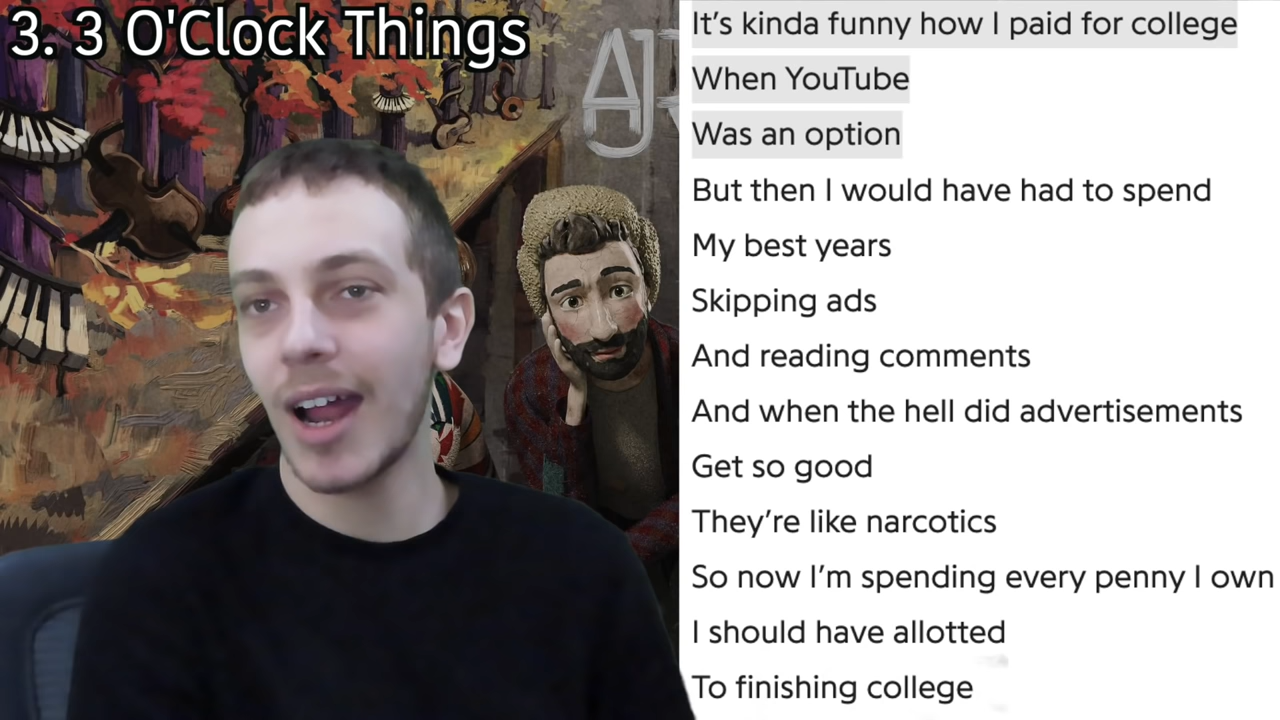 3. 3 O'Clock Things
AJR
It’s kinda funny how I paid for college
When YouTube
Was an option
But then I would have had to spend
My best years
Skipping ads
And reading comments
And when the hell did advertisements
Get so good
They’re like narcotics
So now I’m spending every penny I own
I should have allotted
To finishing college